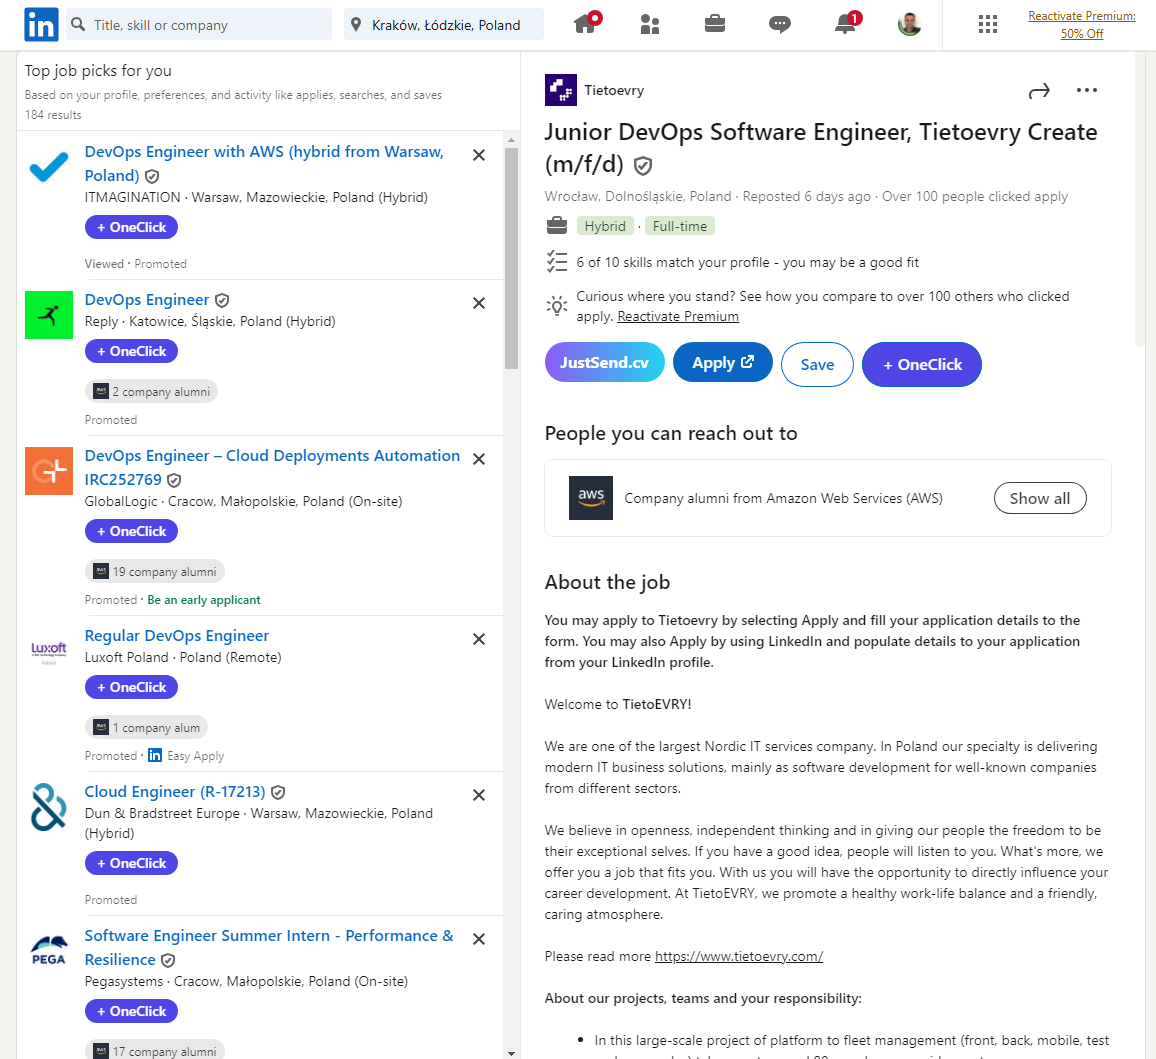 in
Title, skill or company
Kraków, Łódzkie, Poland
1
Reactivate Premium:
50% Off
Top job picks for you
Based on your profile, preferences, and activity like applies, searches, and saves
184 results
DevOps Engineer with AWS (hybrid from Warsaw,
Poland)
ITMAGINATION · Warsaw, Mazowieckie, Poland (Hybrid)
+ OneClick
Viewed · Promoted
DevOps Engineer
Reply · Katowice, Śląskie, Poland (Hybrid)
+ OneClick
2 company alumni
Promoted
DevOps Engineer – Cloud Deployments Automation
IRC252769
GlobalLogic · Cracow, Małopolskie, Poland (On-site)
+ OneClick
19 company alumni
Promoted · Be an early applicant
Regular DevOps Engineer
Luxoft
Luxoft Poland · Poland (Remote)
+ OneClick
1 company alum
Promoted · in Easy Apply
Cloud Engineer (R-17213)
Dun & Bradstreet Europe · Warsaw, Mazowieckie, Poland
(Hybrid)
+ OneClick
Promoted
Software Engineer Summer Intern - Performance &
Resilience
PEGA
Pegasystems · Cracow, Małopolskie, Poland (On-site)
+ OneClick
17 company alumni
Tietoevry
Junior DevOps Software Engineer, Tietoevry Create
(m/f/d)
Wrocław, Dolnośląskie, Poland · Reposted 6 days ago · Over 100 people clicked apply
Hybrid · Full-time
6 of 10 skills match your profile - you may be a good fit
Curious where you stand? See how you compare to over 100 others who clicked
apply. Reactivate Premium
JustSend.cv
Apply
Save
+ OneClick
People you can reach out to
aws
Company alumni from Amazon Web Services (AWS)
Show all
About the job
You may apply to Tietoevry by selecting Apply and fill your application details to the
form. You may also Apply by using LinkedIn and populate details to your application
from your LinkedIn profile.
Welcome to TietoEVRY!
We are one of the largest Nordic IT services company. In Poland our specialty is delivering
modern IT business solutions, mainly as software development for well-known companies
from different sectors.
We believe in openness, independent thinking and in giving our people the freedom to be
their exceptional selves. If you have a good idea, people will listen to you. What's more, we
offer you a job that fits you. With us you will have the opportunity to directly influence your
career development. At TietoEVRY, we promote a healthy work-life balance and a friendly,
caring atmosphere.
Please read more https://www.tietoevry.com/
About our projects, teams and your responsibility:
• In this large-scale project of platform to fleet management (front, back, mobile, test